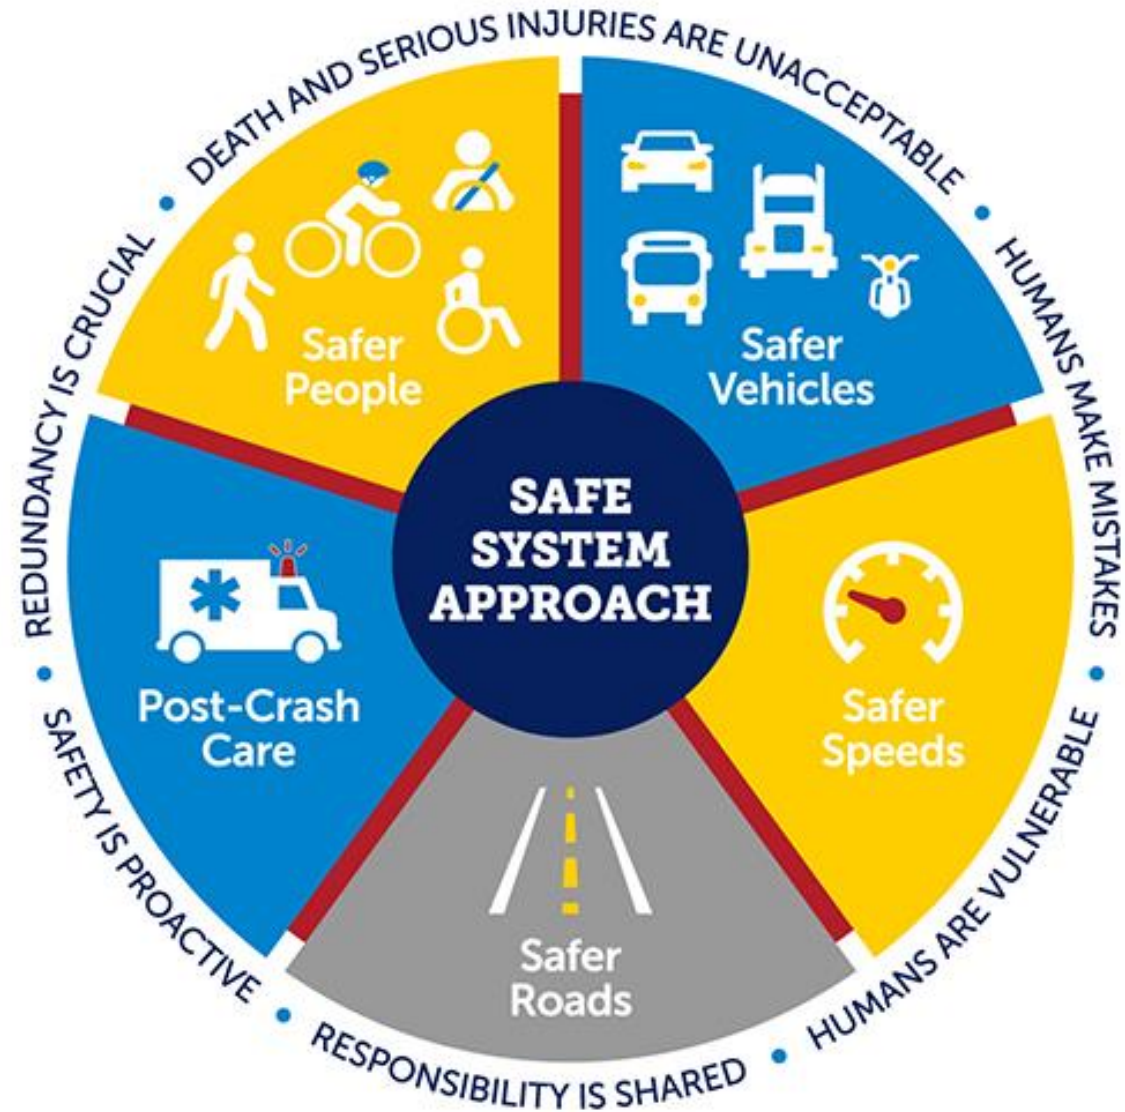 DEATH AND SERIOUS INJURIES ARE UNACCEPTABLE
HUMANS MAKE MISTAKES
HUMANS ARE VULNERABLE
RESPONSIBILITY IS SHARED
SAFETY IS PROACTIVE
REDUNDANCY IS CRUCIAL
Safer
People
Safer
Vehicles
SAFE
SYSTEM
APPROACH
Safer
Speeds
Post-Crash
Care
Safer
Roads